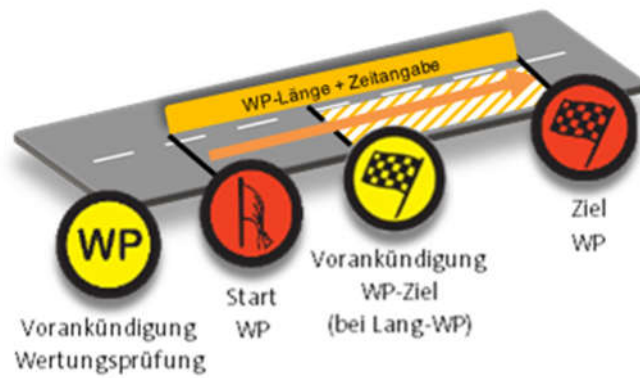 WP-Länge + Zeitangabe
WP
Vorankündigung
Wertungsprüfung
Start
WP
Vorankündigung
WP-Ziel
(bei Lang-WP)
Ziel
WP